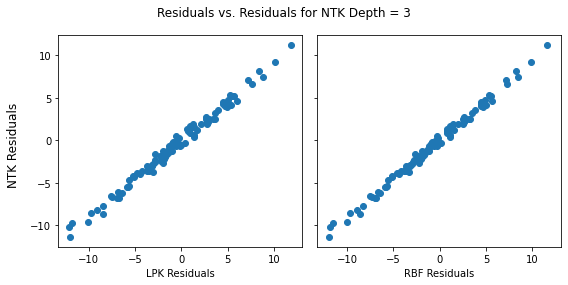 Residuals vs. Residuals for NTK Depth = 3
NTK Residuals
10
5
0
−5
−10
−10 −5 0 5 10
−10 −5 0 5 10
LPK Residuals
RBF Residuals